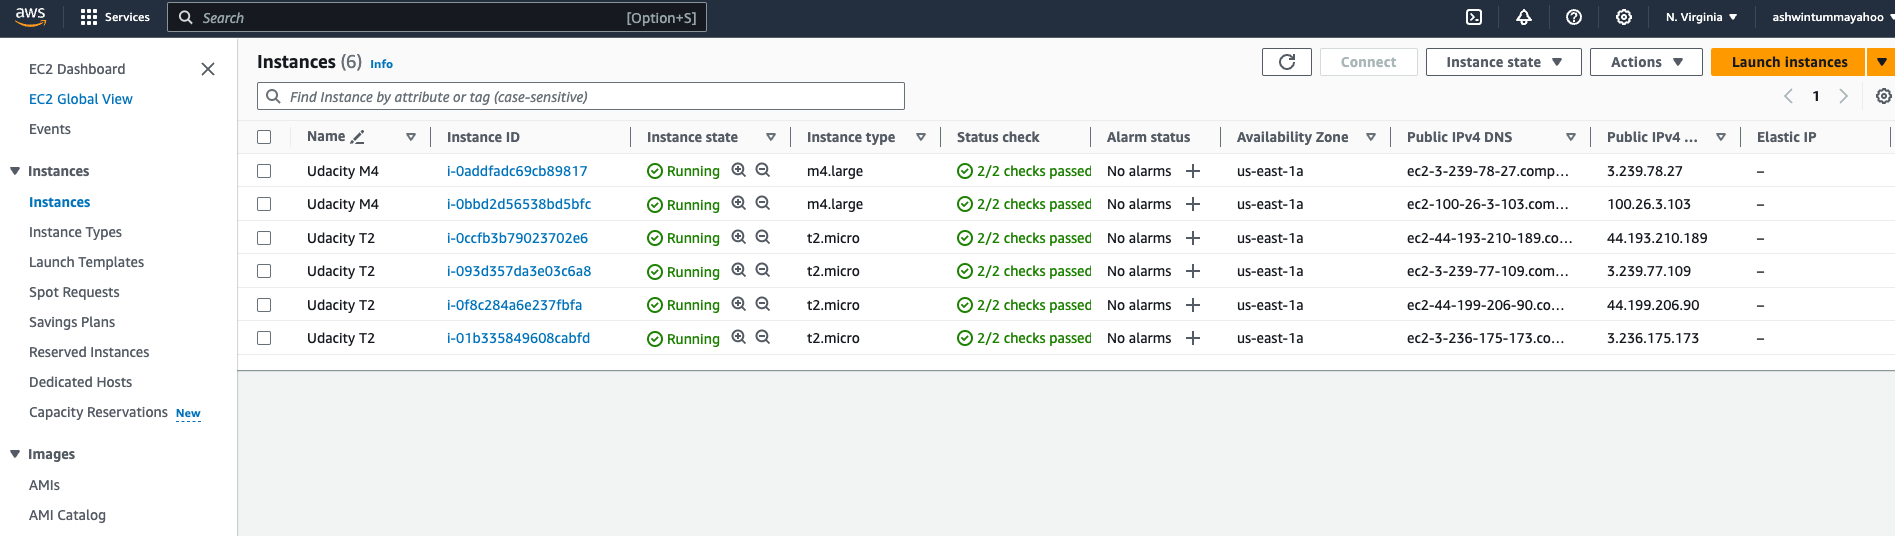 aws Services Search [Option+S] N. Virginia ashwintummayahoo
EC2 Dashboard
EC2 Global View
Events
Instances
Instances
Instance Types
Launch Templates
Spot Requests
Savings Plans
Reserved Instances
Dedicated Hosts
Capacity Reservations New
Images
AMIs
AMI Catalog
Instances (6) Info Connect Instance state Actions Launch instances
Find Instance by attribute or tag (case-sensitive) 1
Name Instance ID Instance state Instance type Status check Alarm status Availability Zone Public IPv4 DNS Public IPv4 ... Elastic IP
Udacity M4 i-0addfadc69cb89817 Running m4.large 2/2 checks passed No alarms us-east-1a ec2-3-239-78-27.comp... 3.239.78.27 –
Udacity M4 i-0bbd2d56538bd5bfc Running m4.large 2/2 checks passed No alarms us-east-1a ec2-100-26-3-103.com... 100.26.3.103 –
Udacity T2 i-0ccfb3b79023702e6 Running t2.micro 2/2 checks passed No alarms us-east-1a ec2-44-193-210-189.co... 44.193.210.189 –
Udacity T2 i-093d357da3e03c6a8 Running t2.micro 2/2 checks passed No alarms us-east-1a ec2-3-239-77-109.com... 3.239.77.109 –
Udacity T2 i-0f8c284a6e237fbfa Running t2.micro 2/2 checks passed No alarms us-east-1a ec2-44-199-206-90.co... 44.199.206.90 –
Udacity T2 i-01b335849608cabfd Running t2.micro 2/2 checks passed No alarms us-east-1a ec2-3-236-175-173.co... 3.236.175.173 –